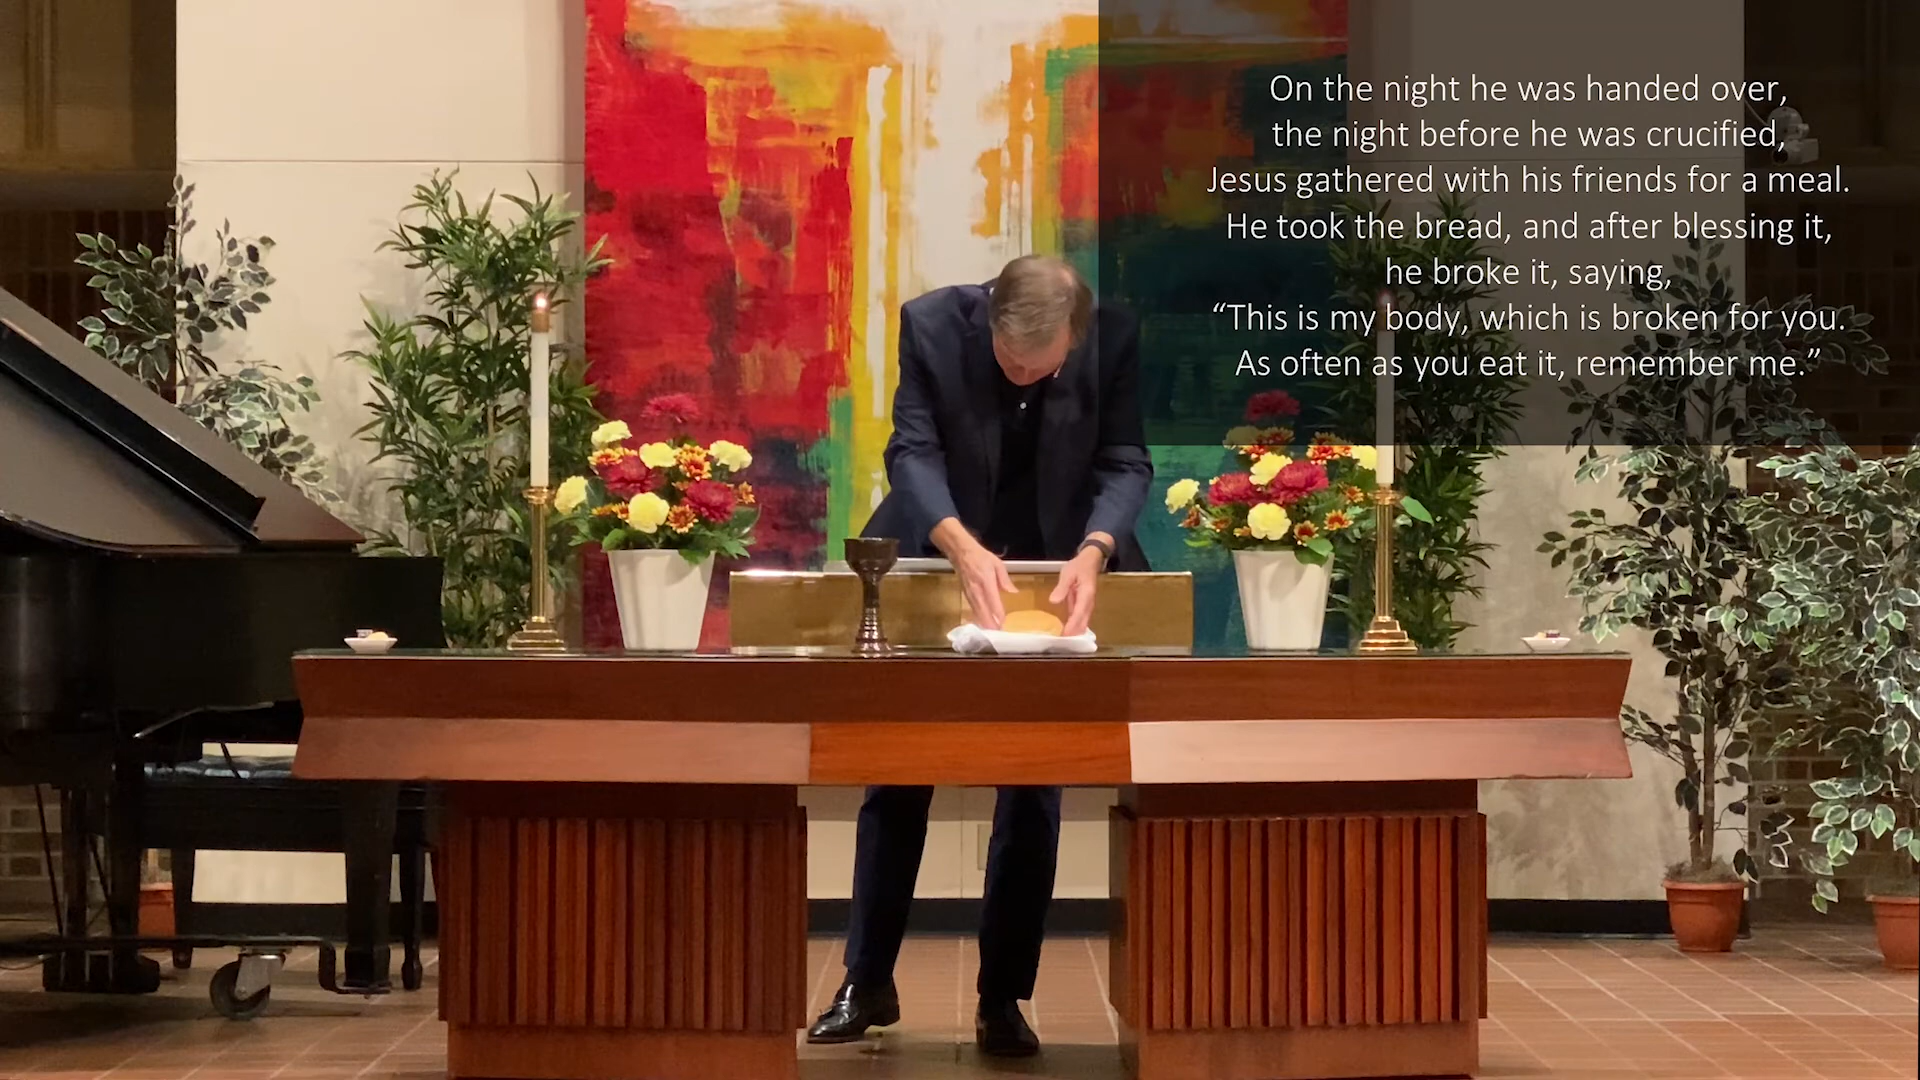 On the night he was handed over,
the night before he was crucified,
Jesus gathered with his friends for a meal.
He took the bread, and after blessing it,
he broke it, saying,
“This is my body, which is broken for you.
As often as you eat it, remember me.”